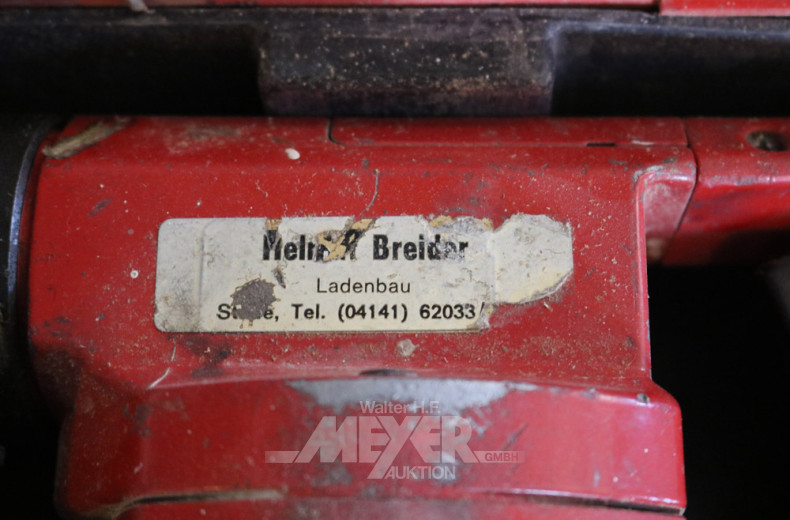 Breider
Ladenbau
Tel. (04141) 62033
Walter H.F.
MEYER
GMBH
AUKTION